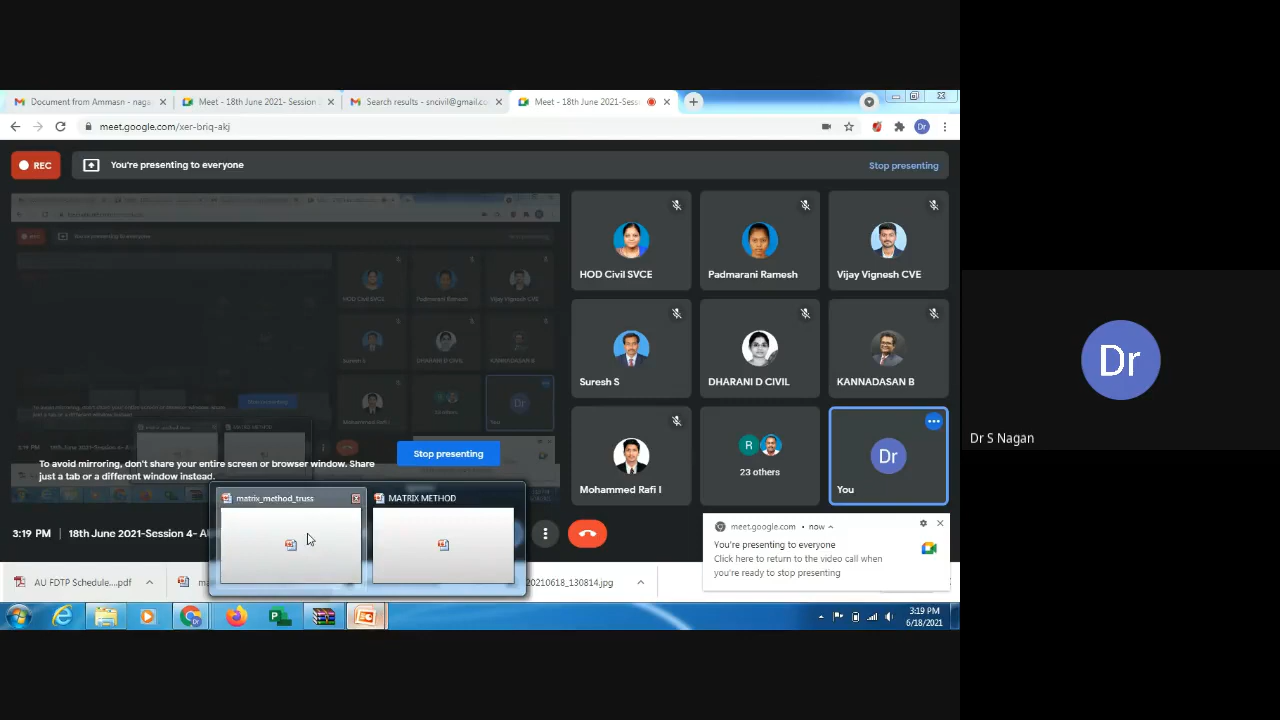 Document from Ammasn - naga
Meet - 18th June 2021- Session
Search results - sncivil@gmail.co
Meet - 18th June 2021- Sess
meet.google.com/xer-briq-akj
Dr
REC
You're presenting to everyone
Stop presenting
HOD Civil SVCE
Padmarani Ramesh
Vijay Vignesh CVE
Suresh S
DHARANI D CIVIL
KANNADASAN B
Dr
Dr S Nagan
R
23 others
Dr
Mohammed Rafi I
You
To avoid mirroring, don't share your entire screen or browser window. Share
just a tab or a different window instead.
Stop presenting
matrix_method_truss
MATRIX METHOD
3:19 PM
18th June 2021-Session 4- AU
meet.google.com • now
You're presenting to everyone
Click here to return to the video call when
you're ready to stop presenting
AU FDTP Schedule....pdf
ma
20210618_130814.jpg
3:19 PM
6/18/2021